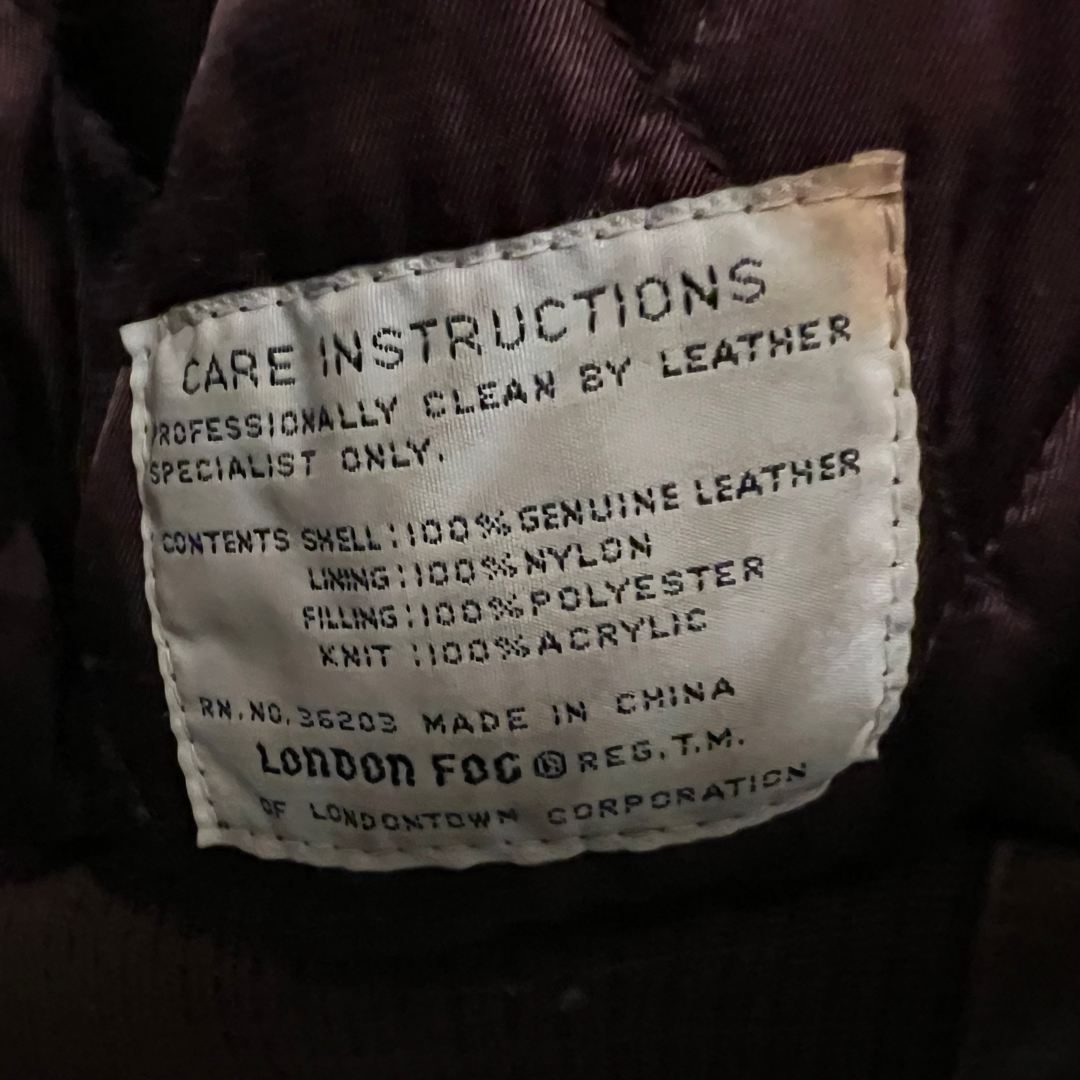 CARE INSTRUCTIONS
PROFESSIONALLY CLEAN BY LEATHER
SPECIALIST ONLY.
CONTENTS SHELL:100%GENUINE LEATHER
LINING:100%NYLON
FILLING:100%POLYESTER
KNIT :100%ACRYLIC
RN.NO.36203 MADE IN CHINA
LONDON FOG ® REG.T.M.
OF LONDONTOWN CORPORATION